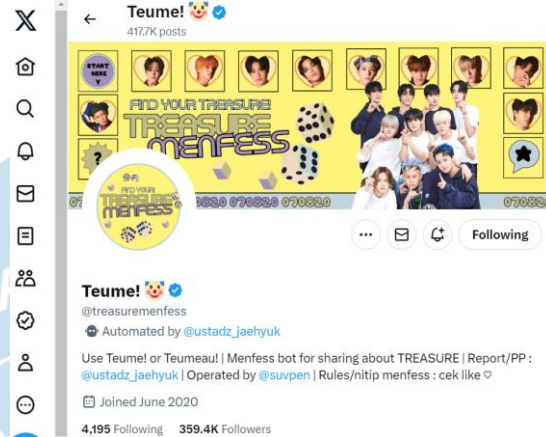 Teume!
417.7K posts
START
HERE
FIND YOUR TREASURE!
TREASURE
MENFESS
?
FIND YOUR!
TREASURE
MENFESS
070820 070820
070820
Following
Teume!
@treasuremenfess
Automated by @ustadz_jaehyuk
Use Teume! or Teumeau! | Menfess bot for sharing about TREASURE | Report/PP :
@ustadz_jaehyuk | Operated by @suvpen | Rules/nitip menfess : cek like ♡
Joined June 2020
4,195 Following 359.4K Followers